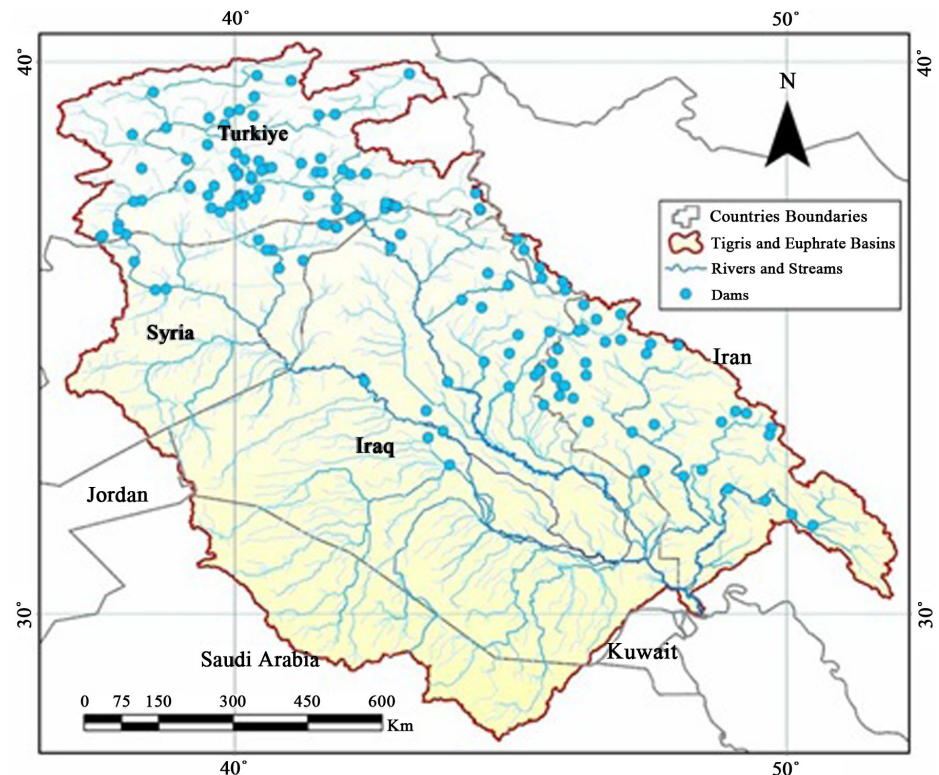 40°
50°
40°
40°
N
Turkiye
Countries Boundaries
Tigris and Euphrate Basins
Rivers and Streams
Dams
Syria
Iran
Iraq
Jordan
30°
30°
Saudi Arabia
Kuwait
0 75 150 300 450 600
Km
40°
50°